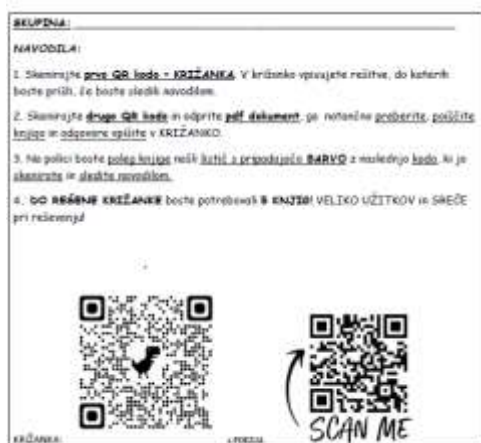 SKUPINA:
NAVODILA:
1. Skenirajte prvo QR kodo - KRIŽANKA. V križanko vpisujete rešitve, do katerih
boste prišli, če boste sledili navodilom.
2. Skenirajte drugo QR kodo in odprite pdf dokument, ga natančno preberite, poiščite
knjigo in odgovore vpišite v KRIŽANKO.
3. Na polici boste poleg knjige našli listič s pripadajočo BARVO z naslednjo kodo, ki jo
skenirate in sledite navodilom.
4. DO REŠENE KRIŽANKE boste potrebovali 8 KNJIG! VELIKO UŽITKOV in SREČE
pri reševanju!
SCAN ME
KRIŽANKA: